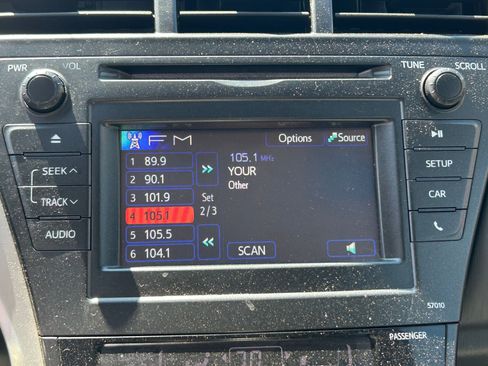 PWR VOL
TUNE SCROLL
FM
Options
Source
1 89.9
2 90.1
3 101.9
4 105.1
5 105.5
6 104.1
Set
2/3
105.1 MHz
YOUR
Other
SCAN
SEEK
TRACK
AUDIO
SETUP
CAR
57010
PASSENGER